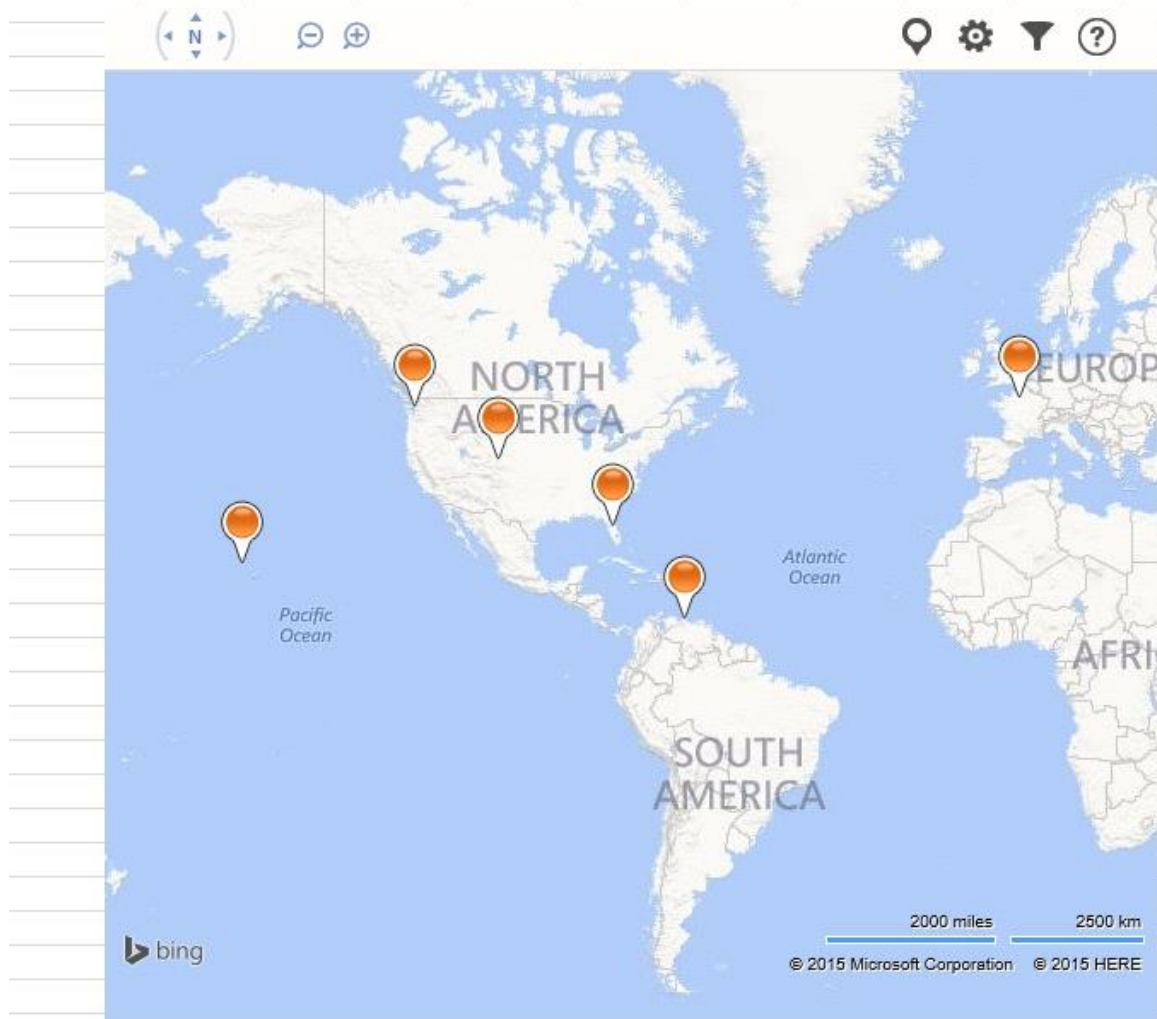 N
?
NORTH
AMERICA
EUROP
Atlantic
Ocean
Pacific
Ocean
AFRI
SOUTH
AMERICA
2000 miles
2500 km
bing
© 2015 Microsoft Corporation
© 2015 HERE